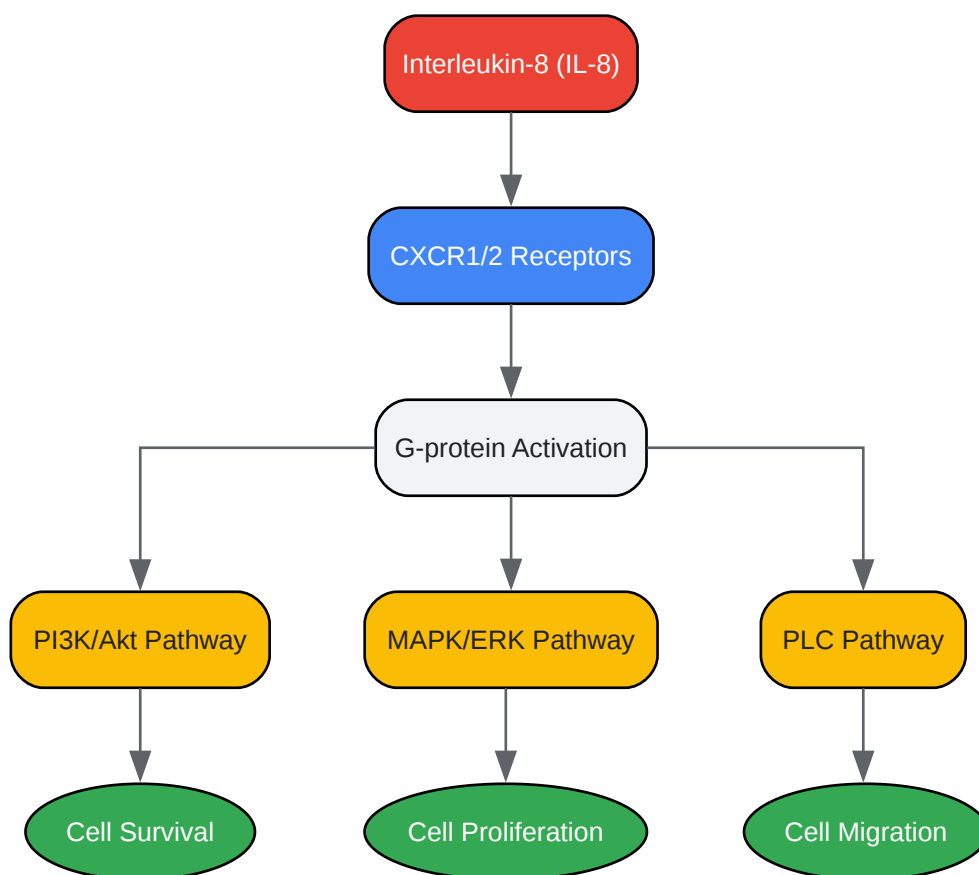 Interleukin-8 (IL-8)
CXCR1/2 Receptors
G-protein Activation
PI3K/Akt Pathway
MAPK/ERK Pathway
PLC Pathway
Cell Survival
Cell Proliferation
Cell Migration